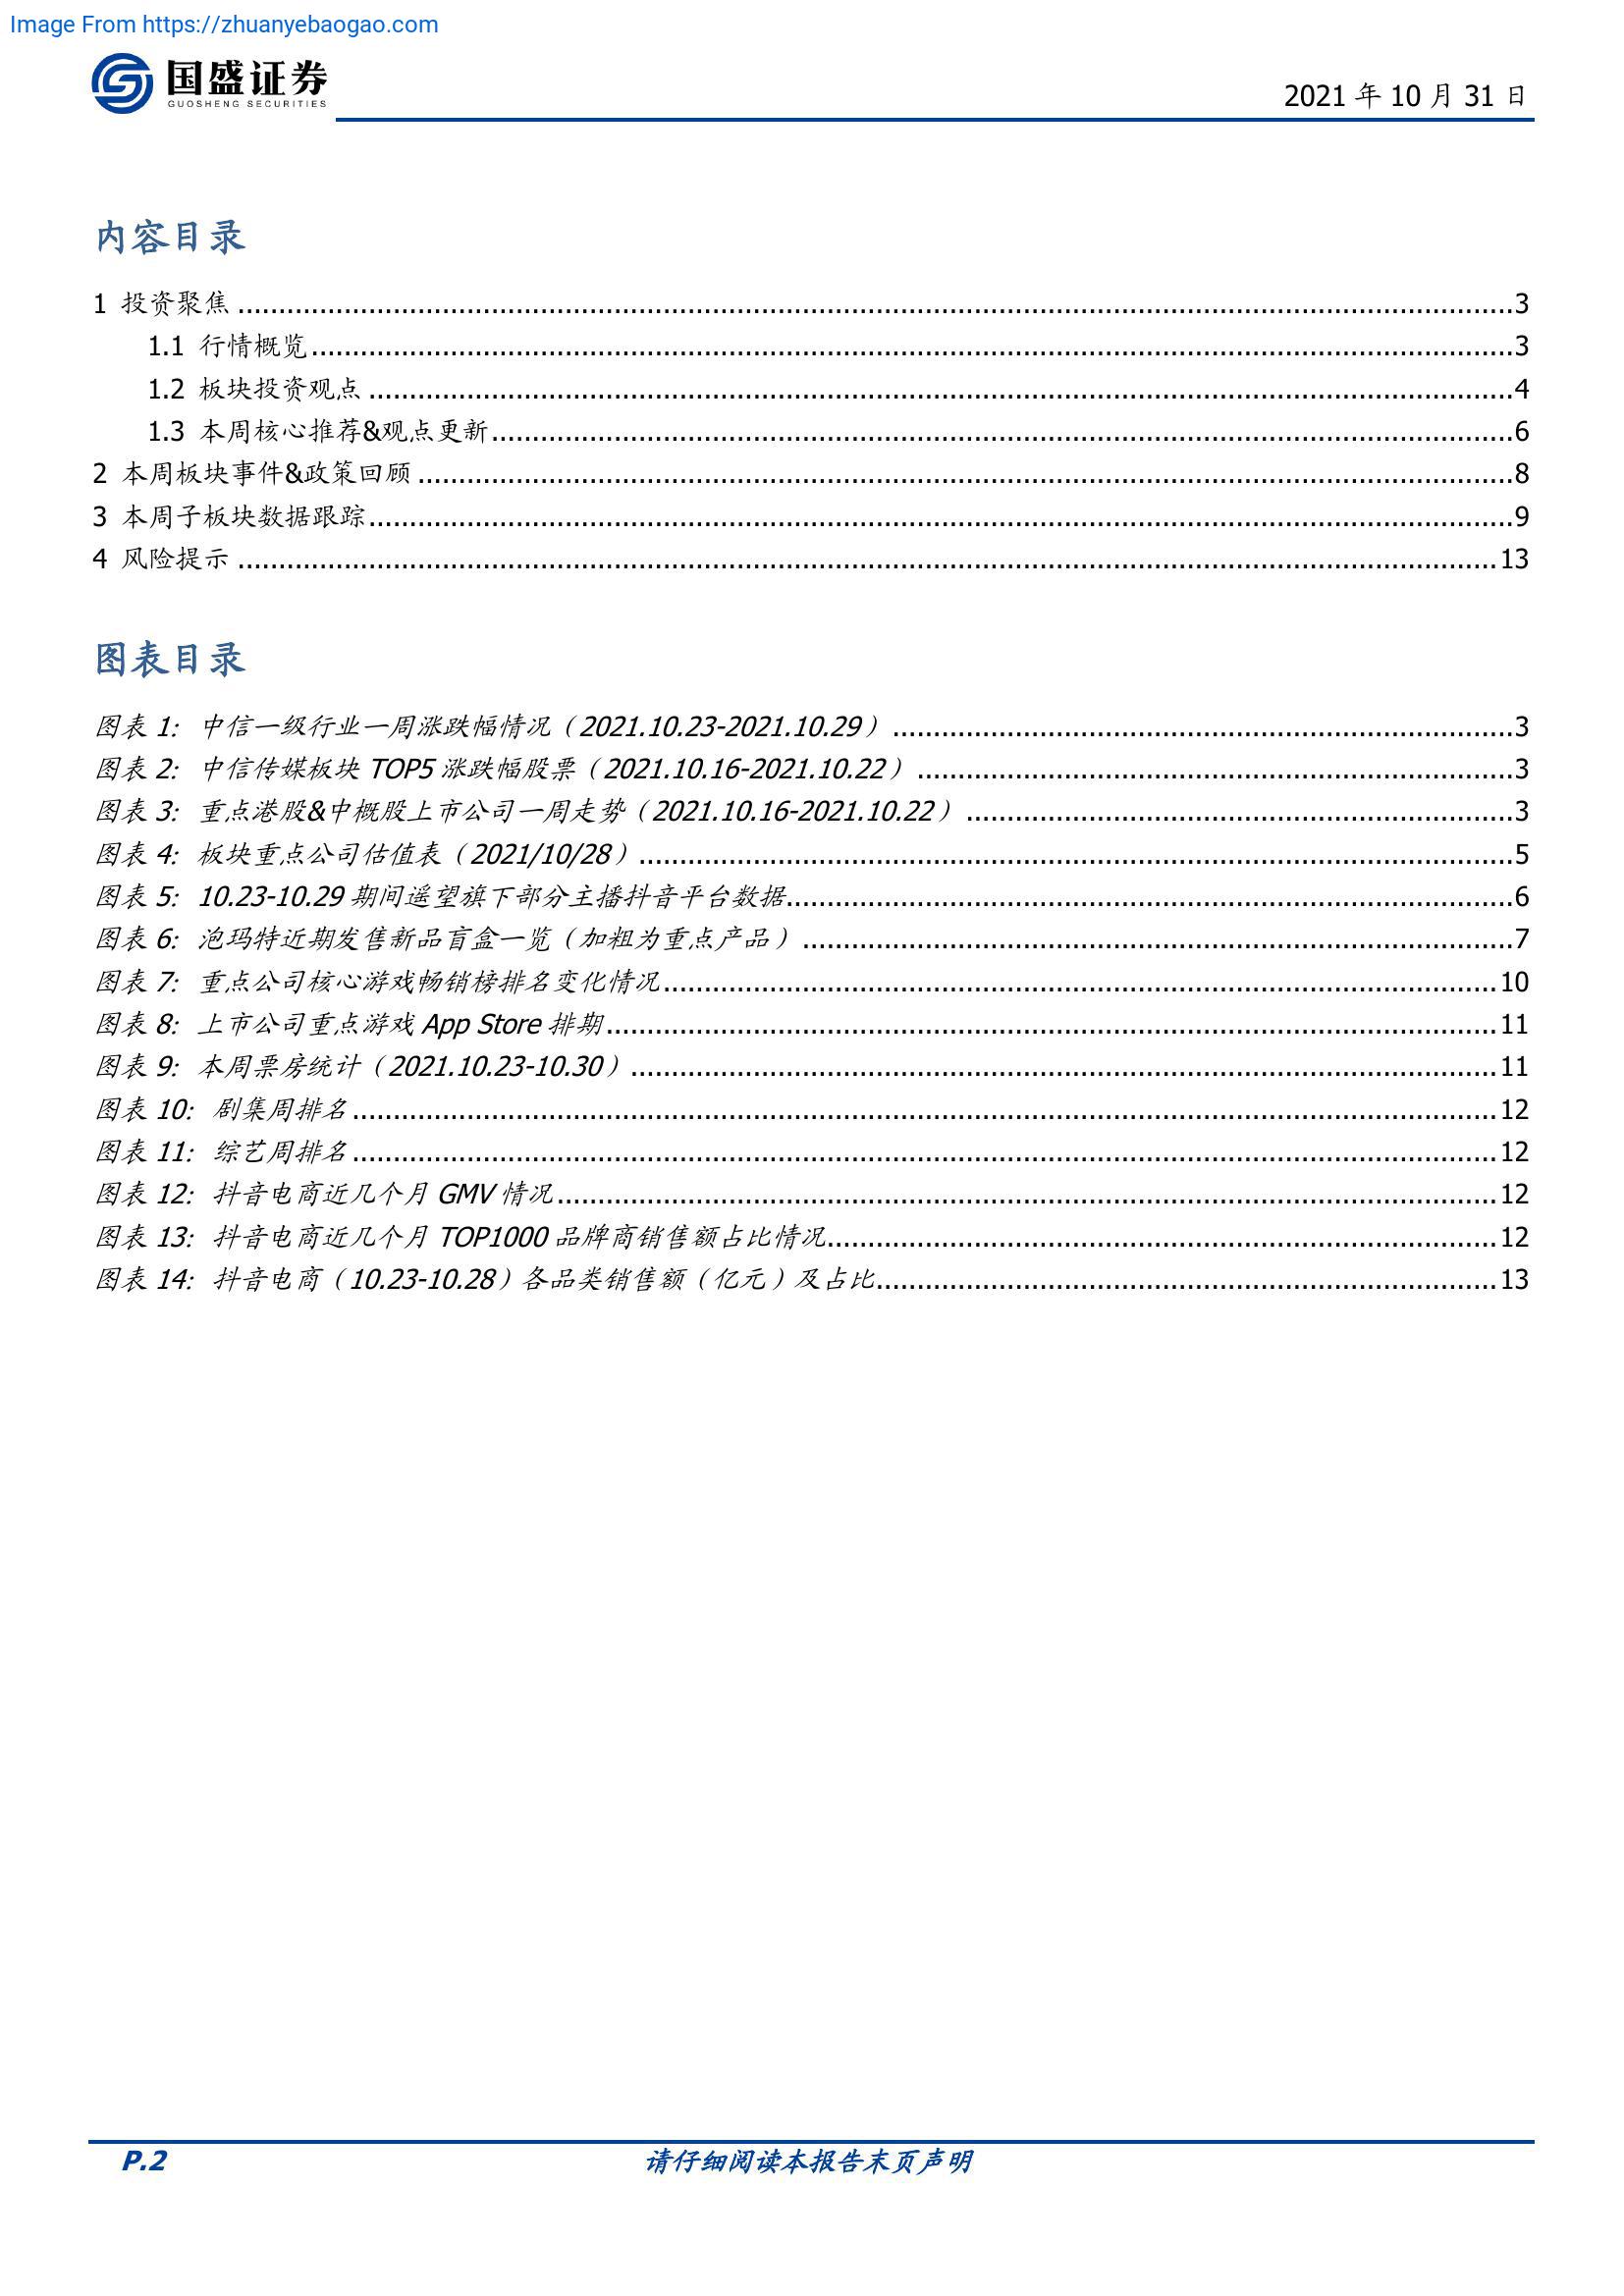 Image From https://zhuanyebaogao.com
国盛证券
GUOSHENG SECURITIES
2021 年 10 月 31 日
内容目录
1 投资聚焦 ........ 3
1.1 行情概览 ........ 3
1.2 板块投资观点 ........ 4
1.3 本周核心推荐&观点更新 ........ 6
2 本周板块事件&政策回顾 ........ 8
3 本周子板块数据跟踪 ........ 9
4 风险提示 ........ 13
图表目录
图表 1: 中信一级行业一周涨跌幅情况（2021.10.23-2021.10.29） ........ 3
图表 2: 中信传媒板块 TOP5 涨跌幅股票（2021.10.16-2021.10.22） ........ 3
图表 3: 重点港股&中概股上市公司一周走势（2021.10.16-2021.10.22） ........ 3
图表 4: 板块重点公司估值表（2021/10/28） ........ 5
图表 5: 10.23-10.29 期间遥望旗下部分主播抖音平台数据 ........ 6
图表 6: 泡玛特近期发售新品盲盒一览（加粗为重点产品） ........ 7
图表 7: 重点公司核心游戏畅销榜排名变化情况 ........ 10
图表 8: 上市公司重点游戏 App Store 排期 ........ 11
图表 9: 本周票房统计（2021.10.23-10.30） ........ 11
图表 10: 剧集周排名 ........ 12
图表 11: 综艺周排名 ........ 12
图表 12: 抖音电商近几个月 GMV 情况 ........ 12
图表 13: 抖音电商近几个月 TOP1000 品牌商销售额占比情况 ........ 12
图表 14: 抖音电商（10.23-10.28）各品类销售额（亿元）及占比 ........ 13
P.2
请仔细阅读本报告末页声明